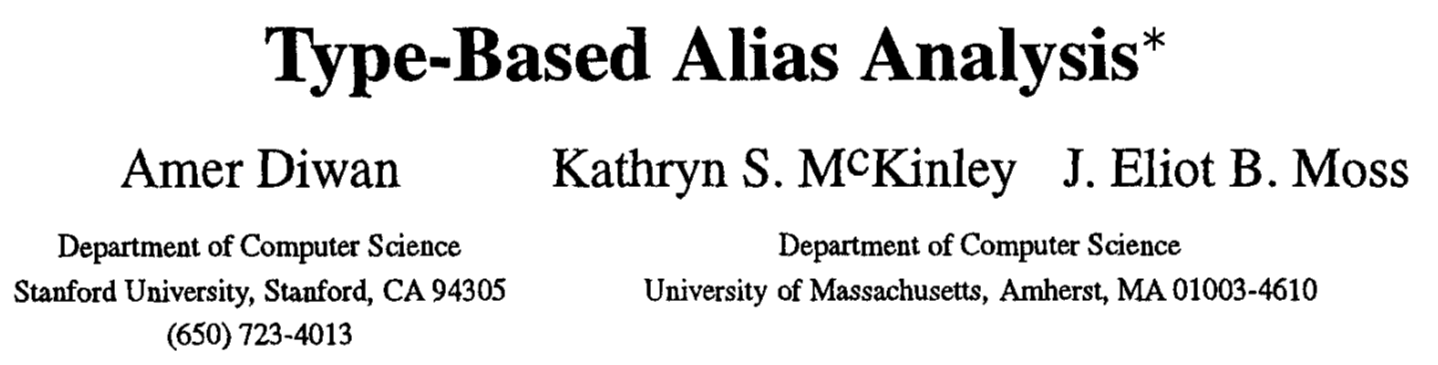 Type-Based Alias Analysis*
Amer Diwan
Department of Computer Science
Stanford University, Stanford, CA 94305
(650) 723-4013
Kathryn S. McKinley J. Eliot B. Moss
Department of Computer Science
University of Massachusetts, Amherst, MA 01003-4610